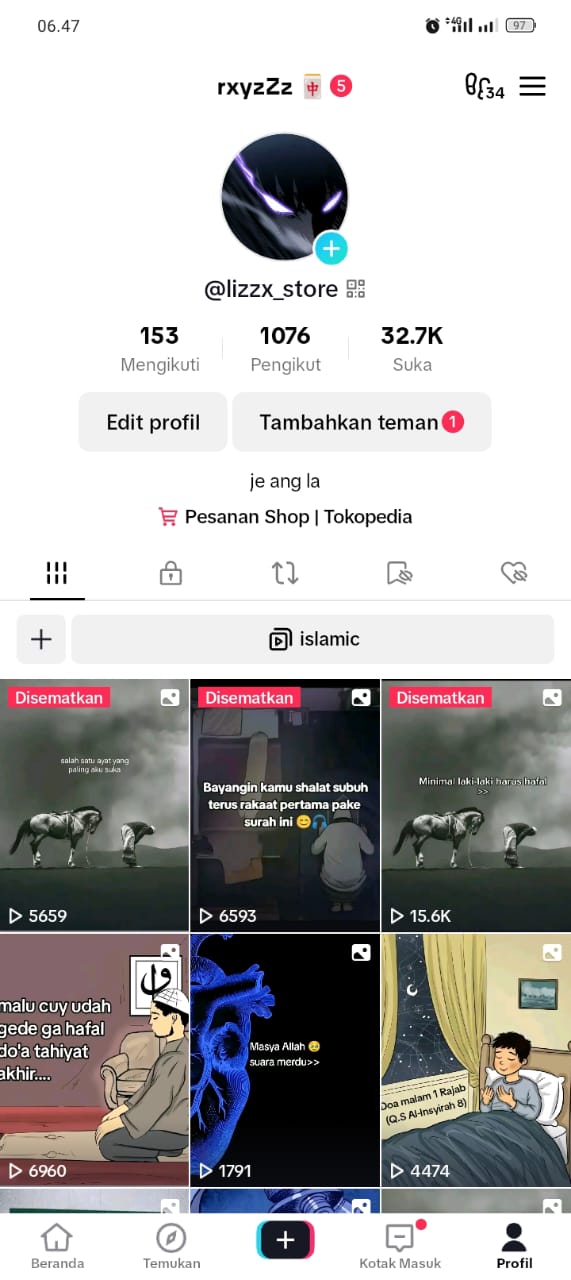 06.47
4G
97
rxyzZz 🀄 5
34
@lizzx_store
153
Mengikuti
1076
Pengikut
32.7K
Suka
Edit profil
Tambahkan teman 1
je ang la
Pesanan Shop | Tokopedia
islamic
Disematkan
salah satu ayat yang
paling aku suka
5659
Disematkan
Bayangin kamu shalat subuh
terus rakaat pertama pake
surah ini 😊🎧
6593
Disematkan
Minimal laki-laki harus hafal
>>
15.6K
malu cuy udah
gede ga hafal
do'a tahiyat
akhir....
6960
Masya Allah 🥺
suara merdu>>
1791
Doa malam 1 Rajab
(Q.S Al-Insyirah 8)
4474
Beranda
Temukan
Kotak Masuk
Profil